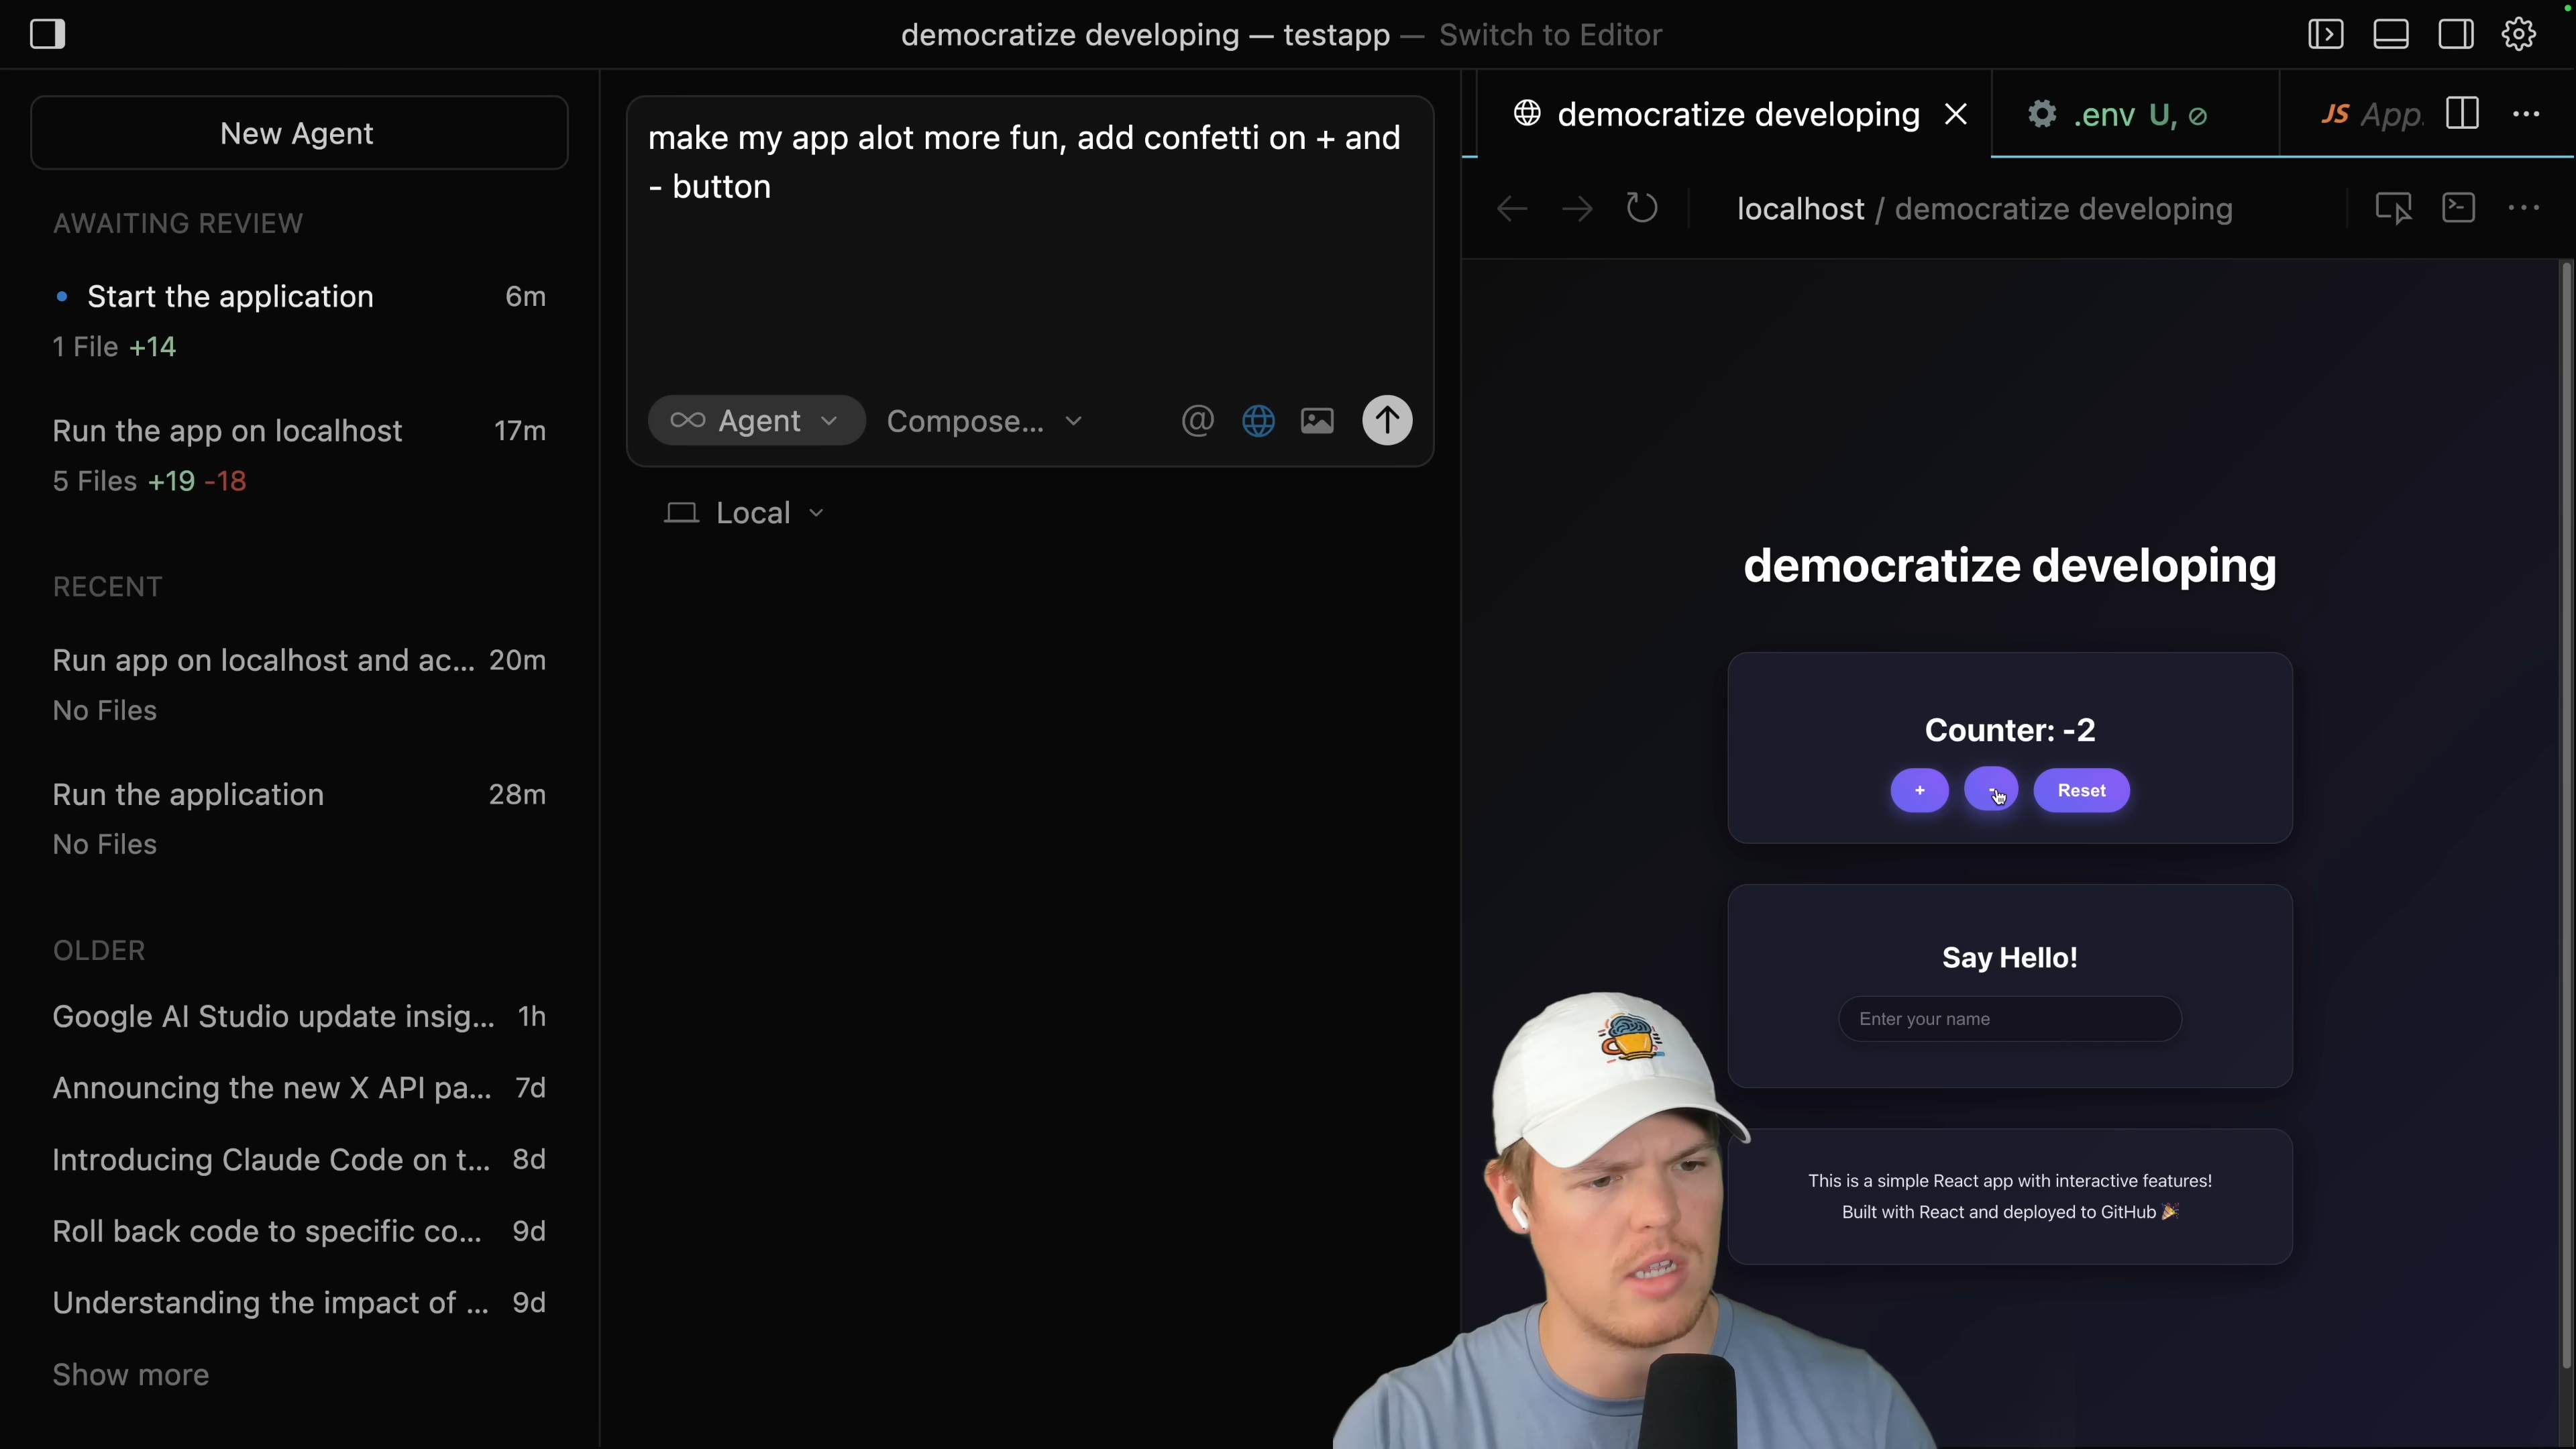 democratize developing — testapp — Switch to Editor
New Agent
AWAITING REVIEW
Start the application 6m
1 File +14
Run the app on localhost 17m
5 Files +19 -18
RECENT
Run app on localhost and ac... 20m
No Files
Run the application 28m
No Files
OLDER
Google AI Studio update insig... 1h
Announcing the new X API pa... 7d
Introducing Claude Code on t... 8d
Roll back code to specific co... 9d
Understanding the impact of ... 9d
Show more
make my app alot more fun, add confetti on + and
- button
Agent Compose... @
Local
democratize developing .env U, JS App.
localhost / democratize developing
democratize developing
Counter: -2
+ - Reset
Say Hello!
Enter your name
This is a simple React app with interactive features!
Built with React and deployed to GitHub 🎉